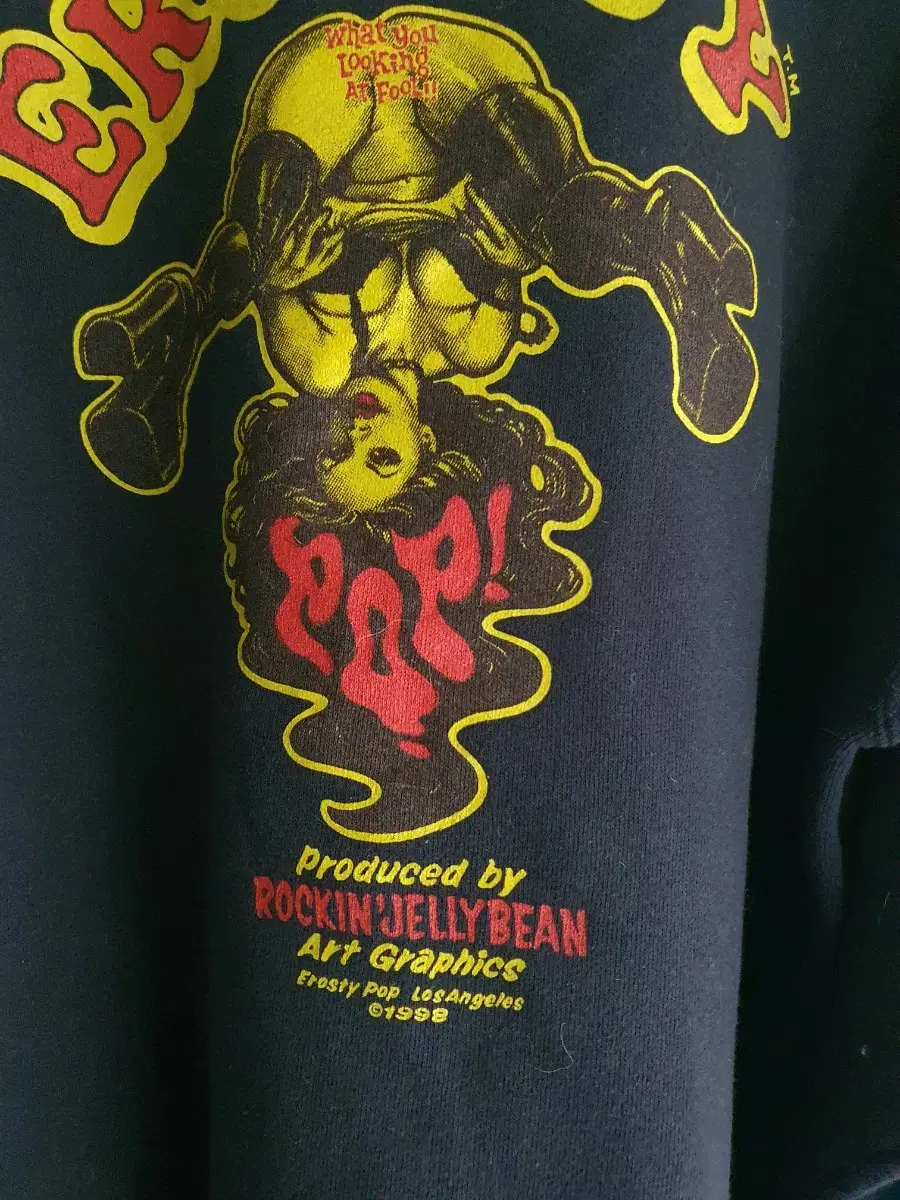 What you
Looking
At Fool!!
T.M
POP!
Produced by
ROCKIN'JELLYBEAN
Art Graphics
Erosty Pop Los Angeles
©1998